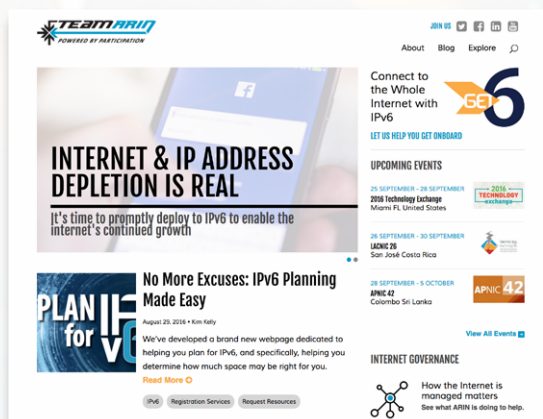 TEAMARIN
POWERED BY PARTICIPATION
JOIN US
About Blog Explore
INTERNET & IP ADDRESS
DEPLETION IS REAL
It's time to promptly deploy to IPv6 to enable the
internet's continued growth
Connect to
the Whole
Internet with
IPv6
GET6
LET US HELP YOU GET ONBOARD
UPCOMING EVENTS
25 SEPTEMBER - 28 SEPTEMBER
2016 Technology Exchange
Miami FL United States
2016
TECHNOLOGY
exchange
26 SEPTEMBER - 30 SEPTEMBER
LACNIC 26
San José Costa Rica
28 SEPTEMBER - 5 OCTOBER
APNIC 42
Colombo Sri Lanka
APNIC 42
View All Events
PLAN IP
for v6
No More Excuses: IPv6 Planning
Made Easy
August 29, 2016 • Kim Kelly
We've developed a brand new webpage dedicated to
helping you plan for IPv6, and specifically, helping you
determine how much space may be right for you.
Read More
IPv6 Registration Services Request Resources
INTERNET GOVERNANCE
How the Internet is
managed matters
See what ARIN is doing to help.